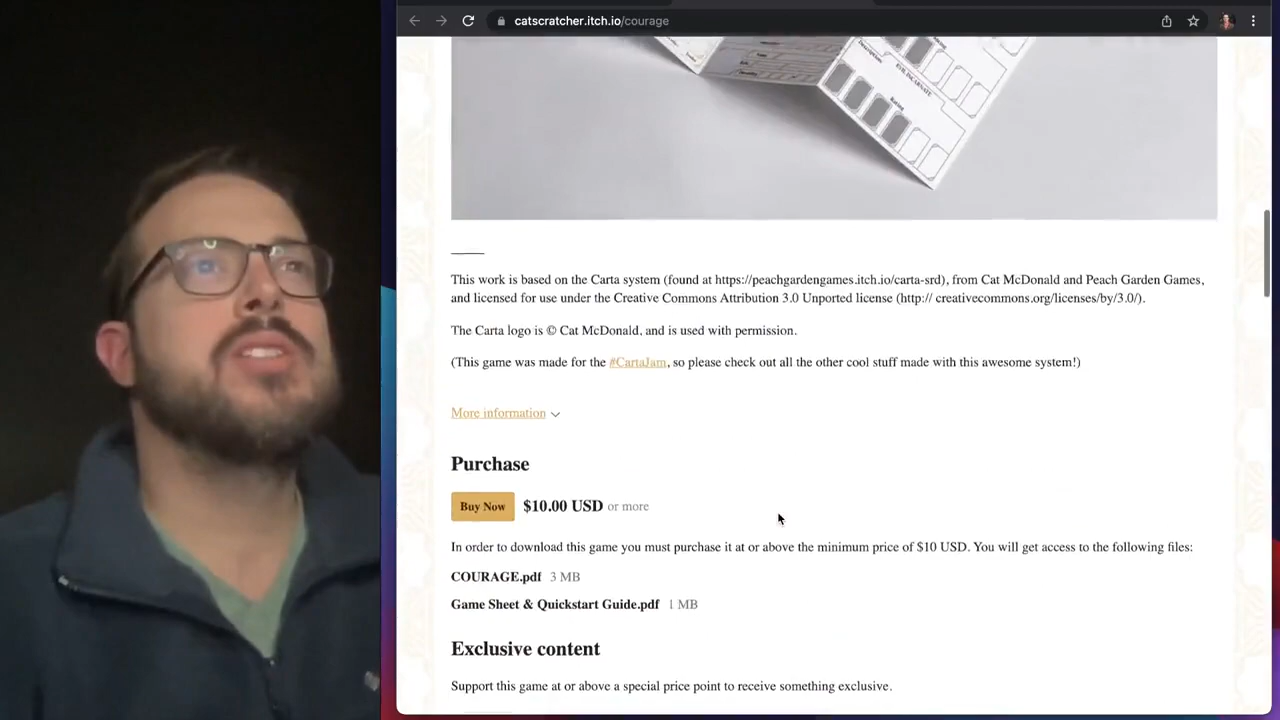 catscratcher.itch.io/courage
EVIL INCARNATE
This work is based on the Carta system (found at https://peachgardengames.itch.io/carta-srd), from Cat McDonald and Peach Garden Games,
and licensed for use under the Creative Commons Attribution 3.0 Unported license (http:// creativecommons.org/licenses/by/3.0/).
The Carta logo is © Cat McDonald, and is used with permission.
(This game was made for the #CartaJam, so please check out all the other cool stuff made with this awesome system!)
More information
Purchase
Buy Now $10.00 USD or more
In order to download this game you must purchase it at or above the minimum price of $10 USD. You will get access to the following files:
COURAGE.pdf 3 MB
Game Sheet & Quickstart Guide.pdf 1 MB
Exclusive content
Support this game at or above a special price point to receive something exclusive.